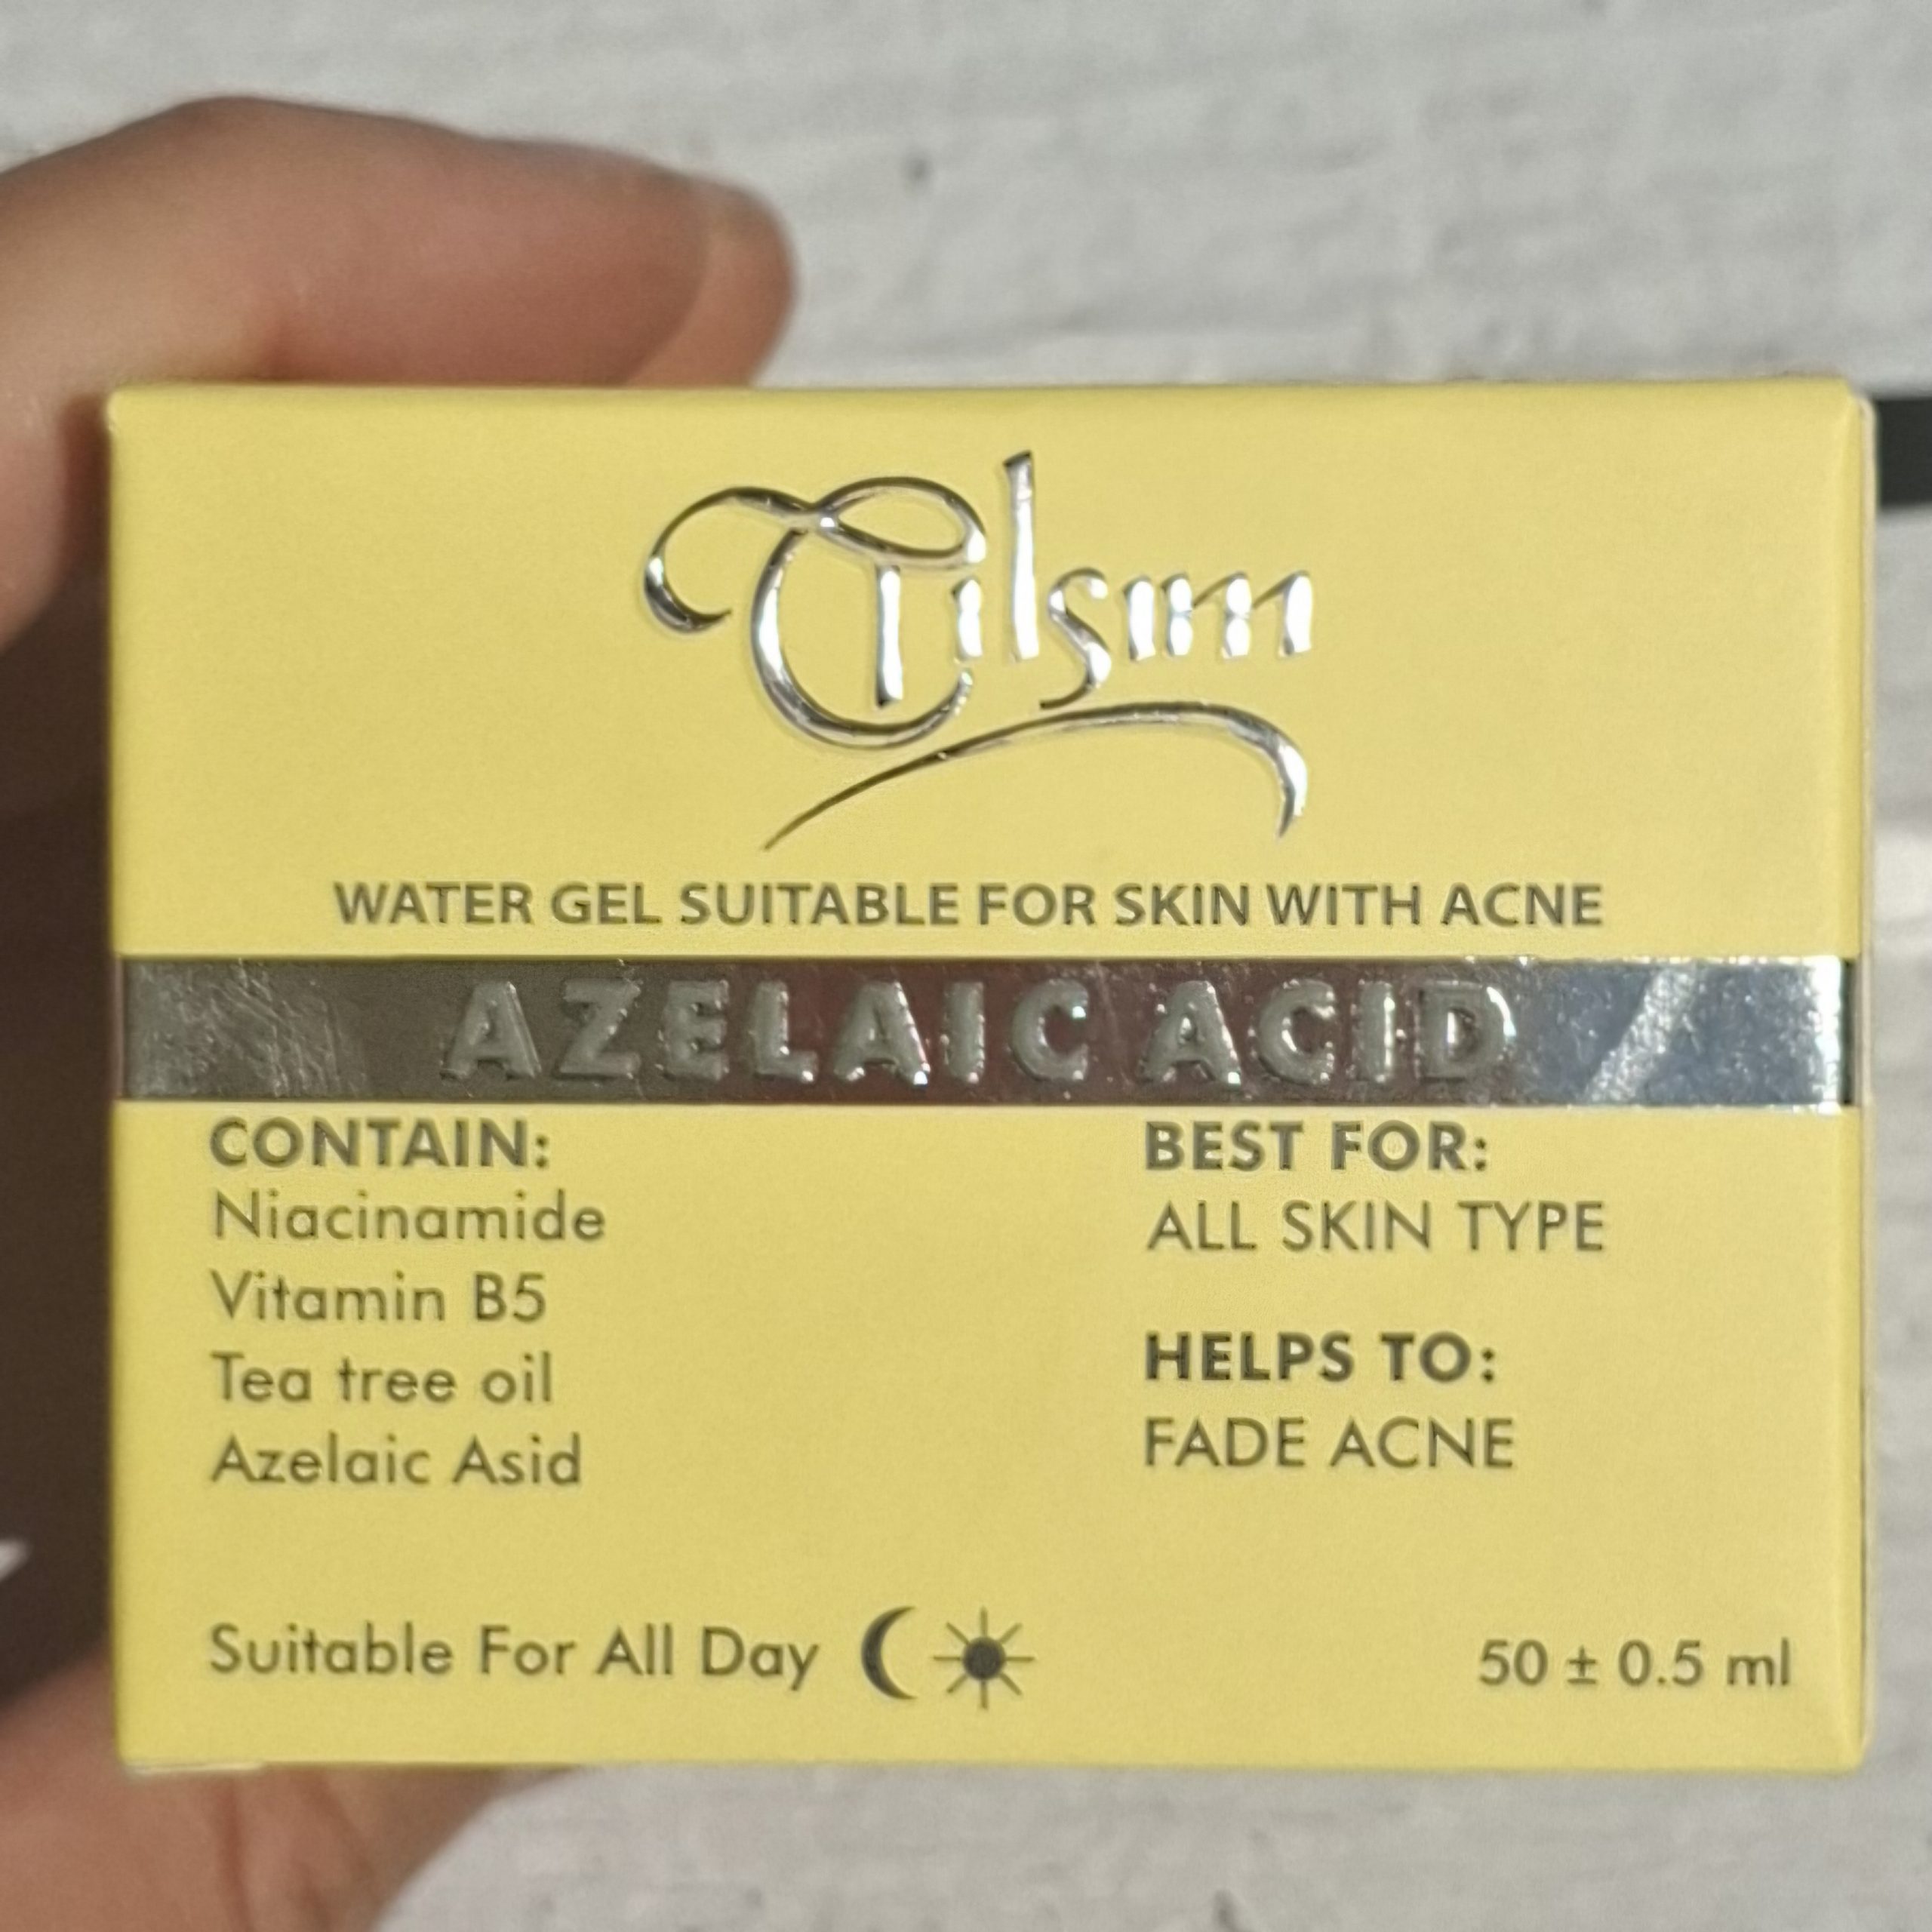 Tilsim
WATER GEL SUITABLE FOR SKIN WITH ACNE
AZELAIC ACID
CONTAIN:
Niacinamide
Vitamin B5
Tea tree oil
Azelaic Asid
BEST FOR:
ALL SKIN TYPE
HELPS TO:
FADE ACNE
Suitable For All Day
50 ± 0.5 ml